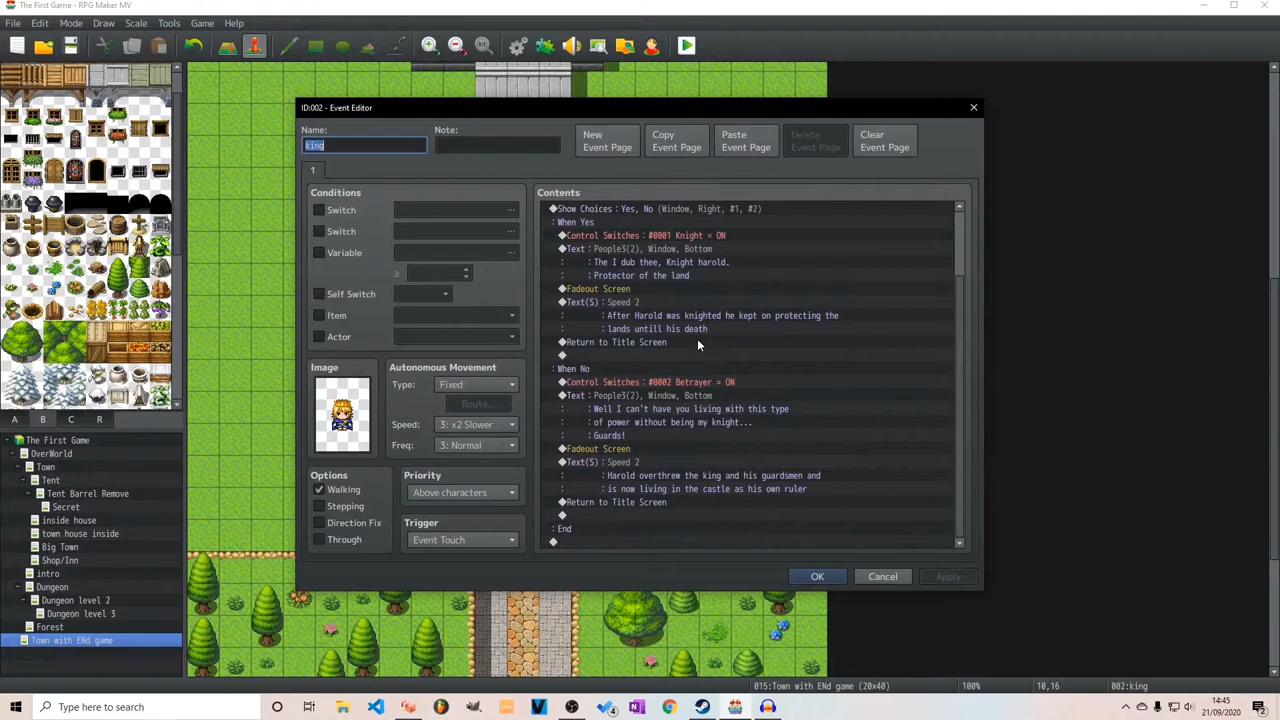 The First Game - RPG Maker MV
File Edit Mode Draw Scale Tools Game Help
ID:002 - Event Editor
Name:
Note:
king
New Event Page
Copy Event Page
Paste Event Page
Delete Event Page
Clear Event Page
1
Conditions
Switch
Switch
Variable
≥
Self Switch
Item
Actor
Image
Autonomous Movement
Type: Fixed
Route...
Speed: 3: x2 Slower
Freq: 3: Normal
Options
Walking
Stepping
Direction Fix
Through
Priority
Above characters
Trigger
Event Touch
Contents
◆Show Choices : Yes, No (Window, Right, #1, #2)
: When Yes
◆Control Switches : #0001 Knight = ON
◆Text : People3(2), Window, Bottom
: : The I dub thee, Knight harold.
: : Protector of the land
◆Fadeout Screen
◆Text(S) : Speed 2
: : After Harold was knighted he kept on protecting the
: : lands untill his death
◆Return to Title Screen
◆
: When No
◆Control Switches : #0002 Betrayer = ON
◆Text : People3(2), Window, Bottom
: : Well I can't have you living with this type
: : of power without being my knight...
: : Guards!
◆Fadeout Screen
◆Text(S) : Speed 2
: : Harold overthrew the king and his guardsmen and
: : is now living in the castle as his own ruler
◆Return to Title Screen
◆
: End
◆
OK
Cancel
Apply
A B C R
The First Game
OverWorld
Town
Tent
Tent Barrel Remove
Secret
inside house
town house inside
Big Town
Shop/Inn
intro
Dungeon
Dungeon level 2
Dungeon level 3
Forest
Town with ENd game
015:Town with ENd game (20x40)
100%
10,16
002:king
Type here to search
14:45
21/09/2020